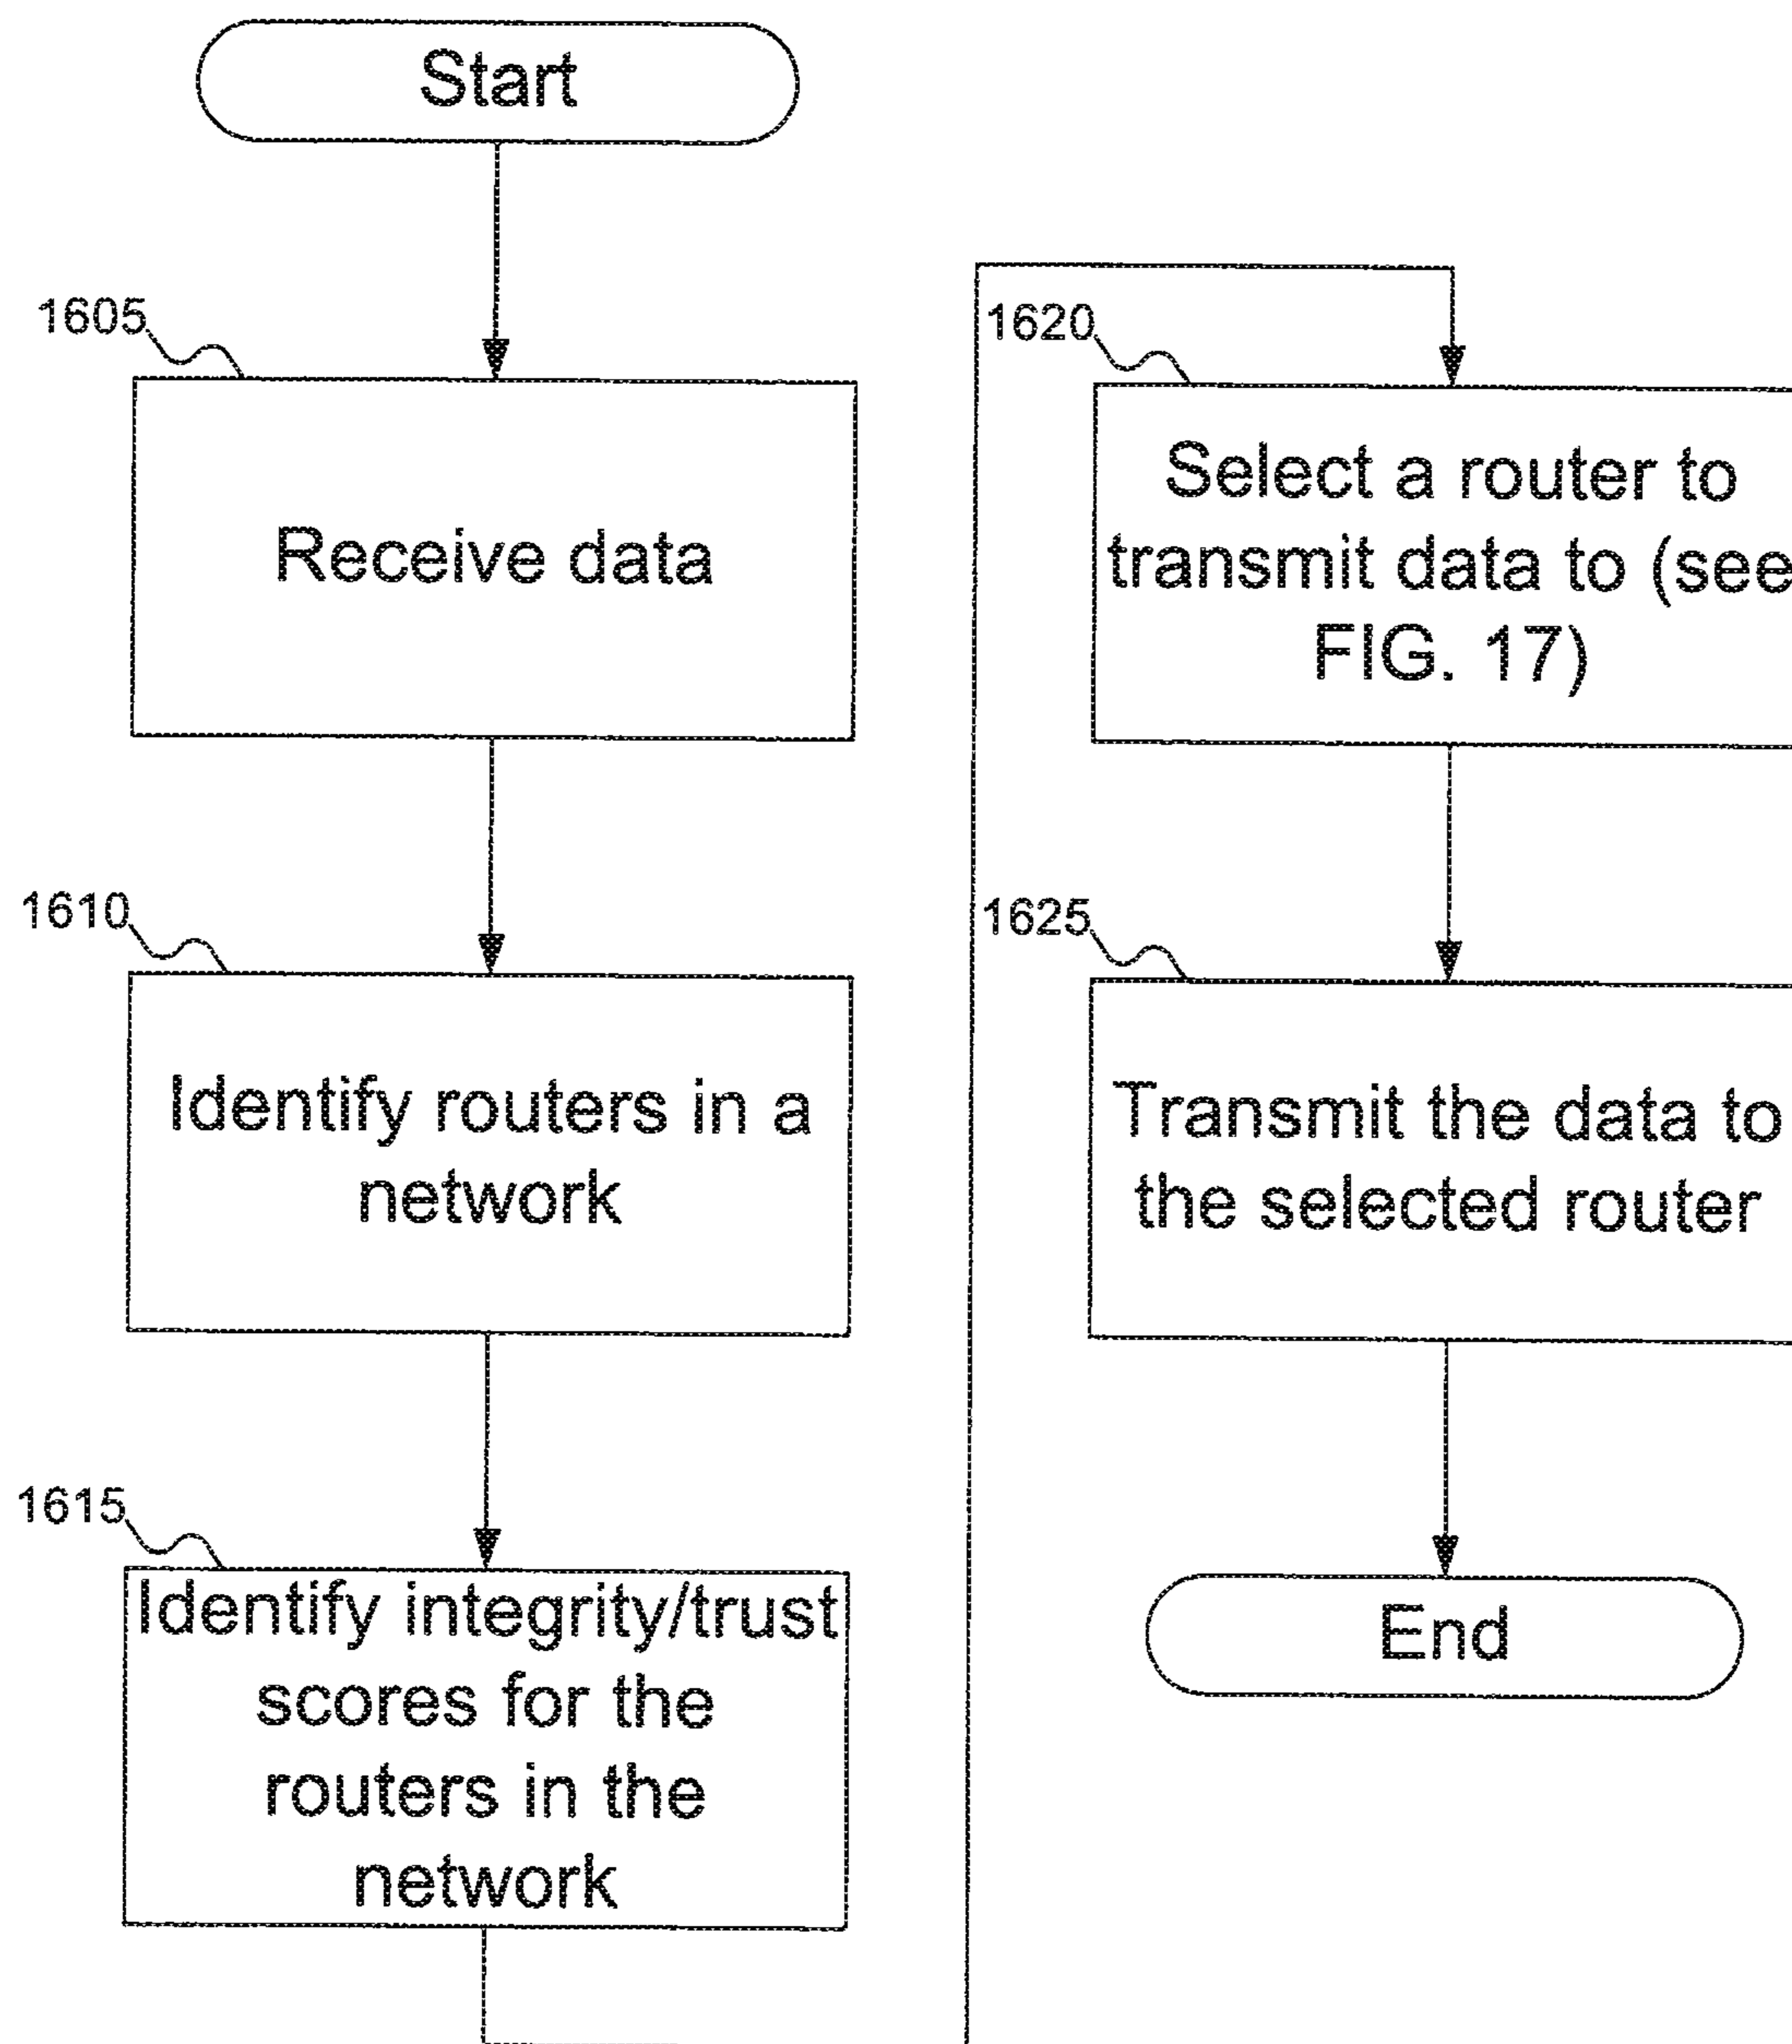 Start
1605
Receive data
1610
Identify routers in a
network
1615
Identify integrity/trust
scores for the
routers in the
network
1620
Select a router to
transmit data to (see
FIG. 17)
1625
Transmit the data to
the selected router
End